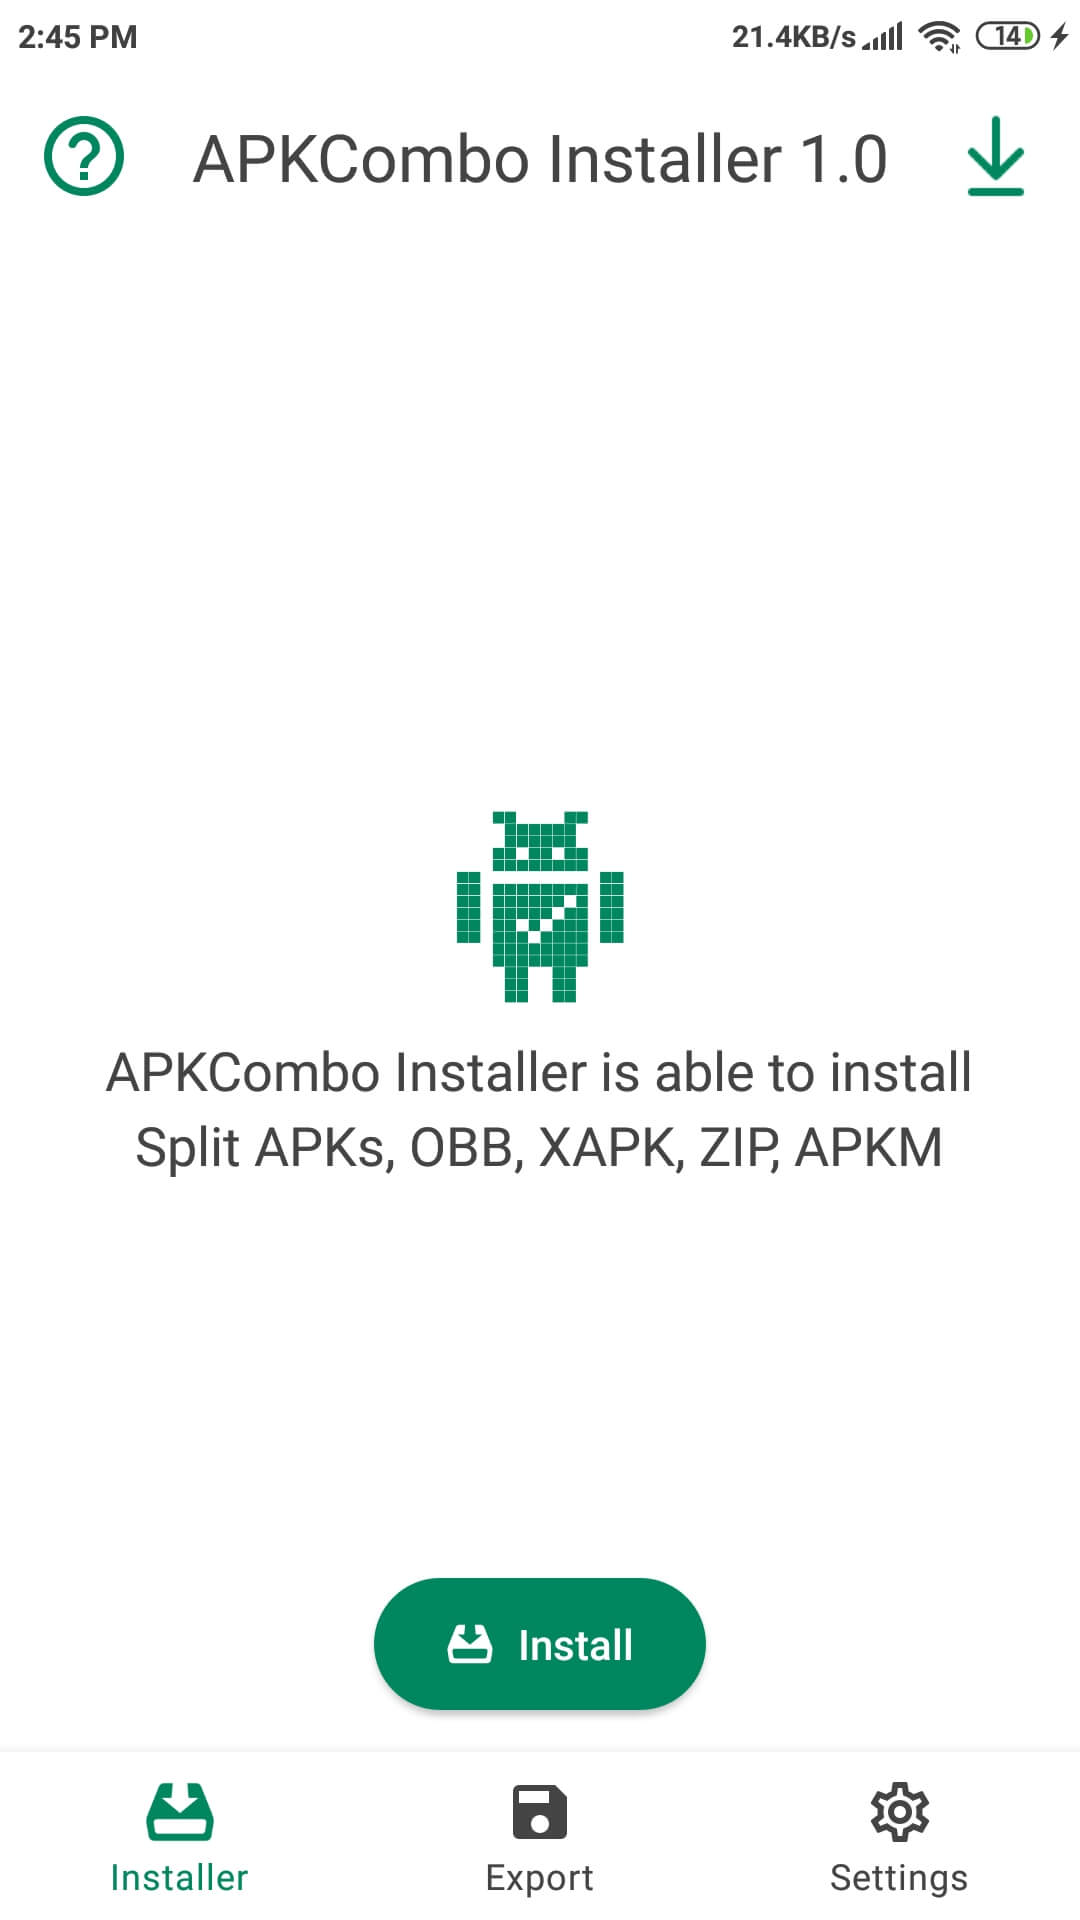 2:45 PM
21.4KB/s 14
APKCombo Installer 1.0
APKCombo Installer is able to install
Split APKs, OBB, XAPK, ZIP, APKM
Install
Installer
Export
Settings